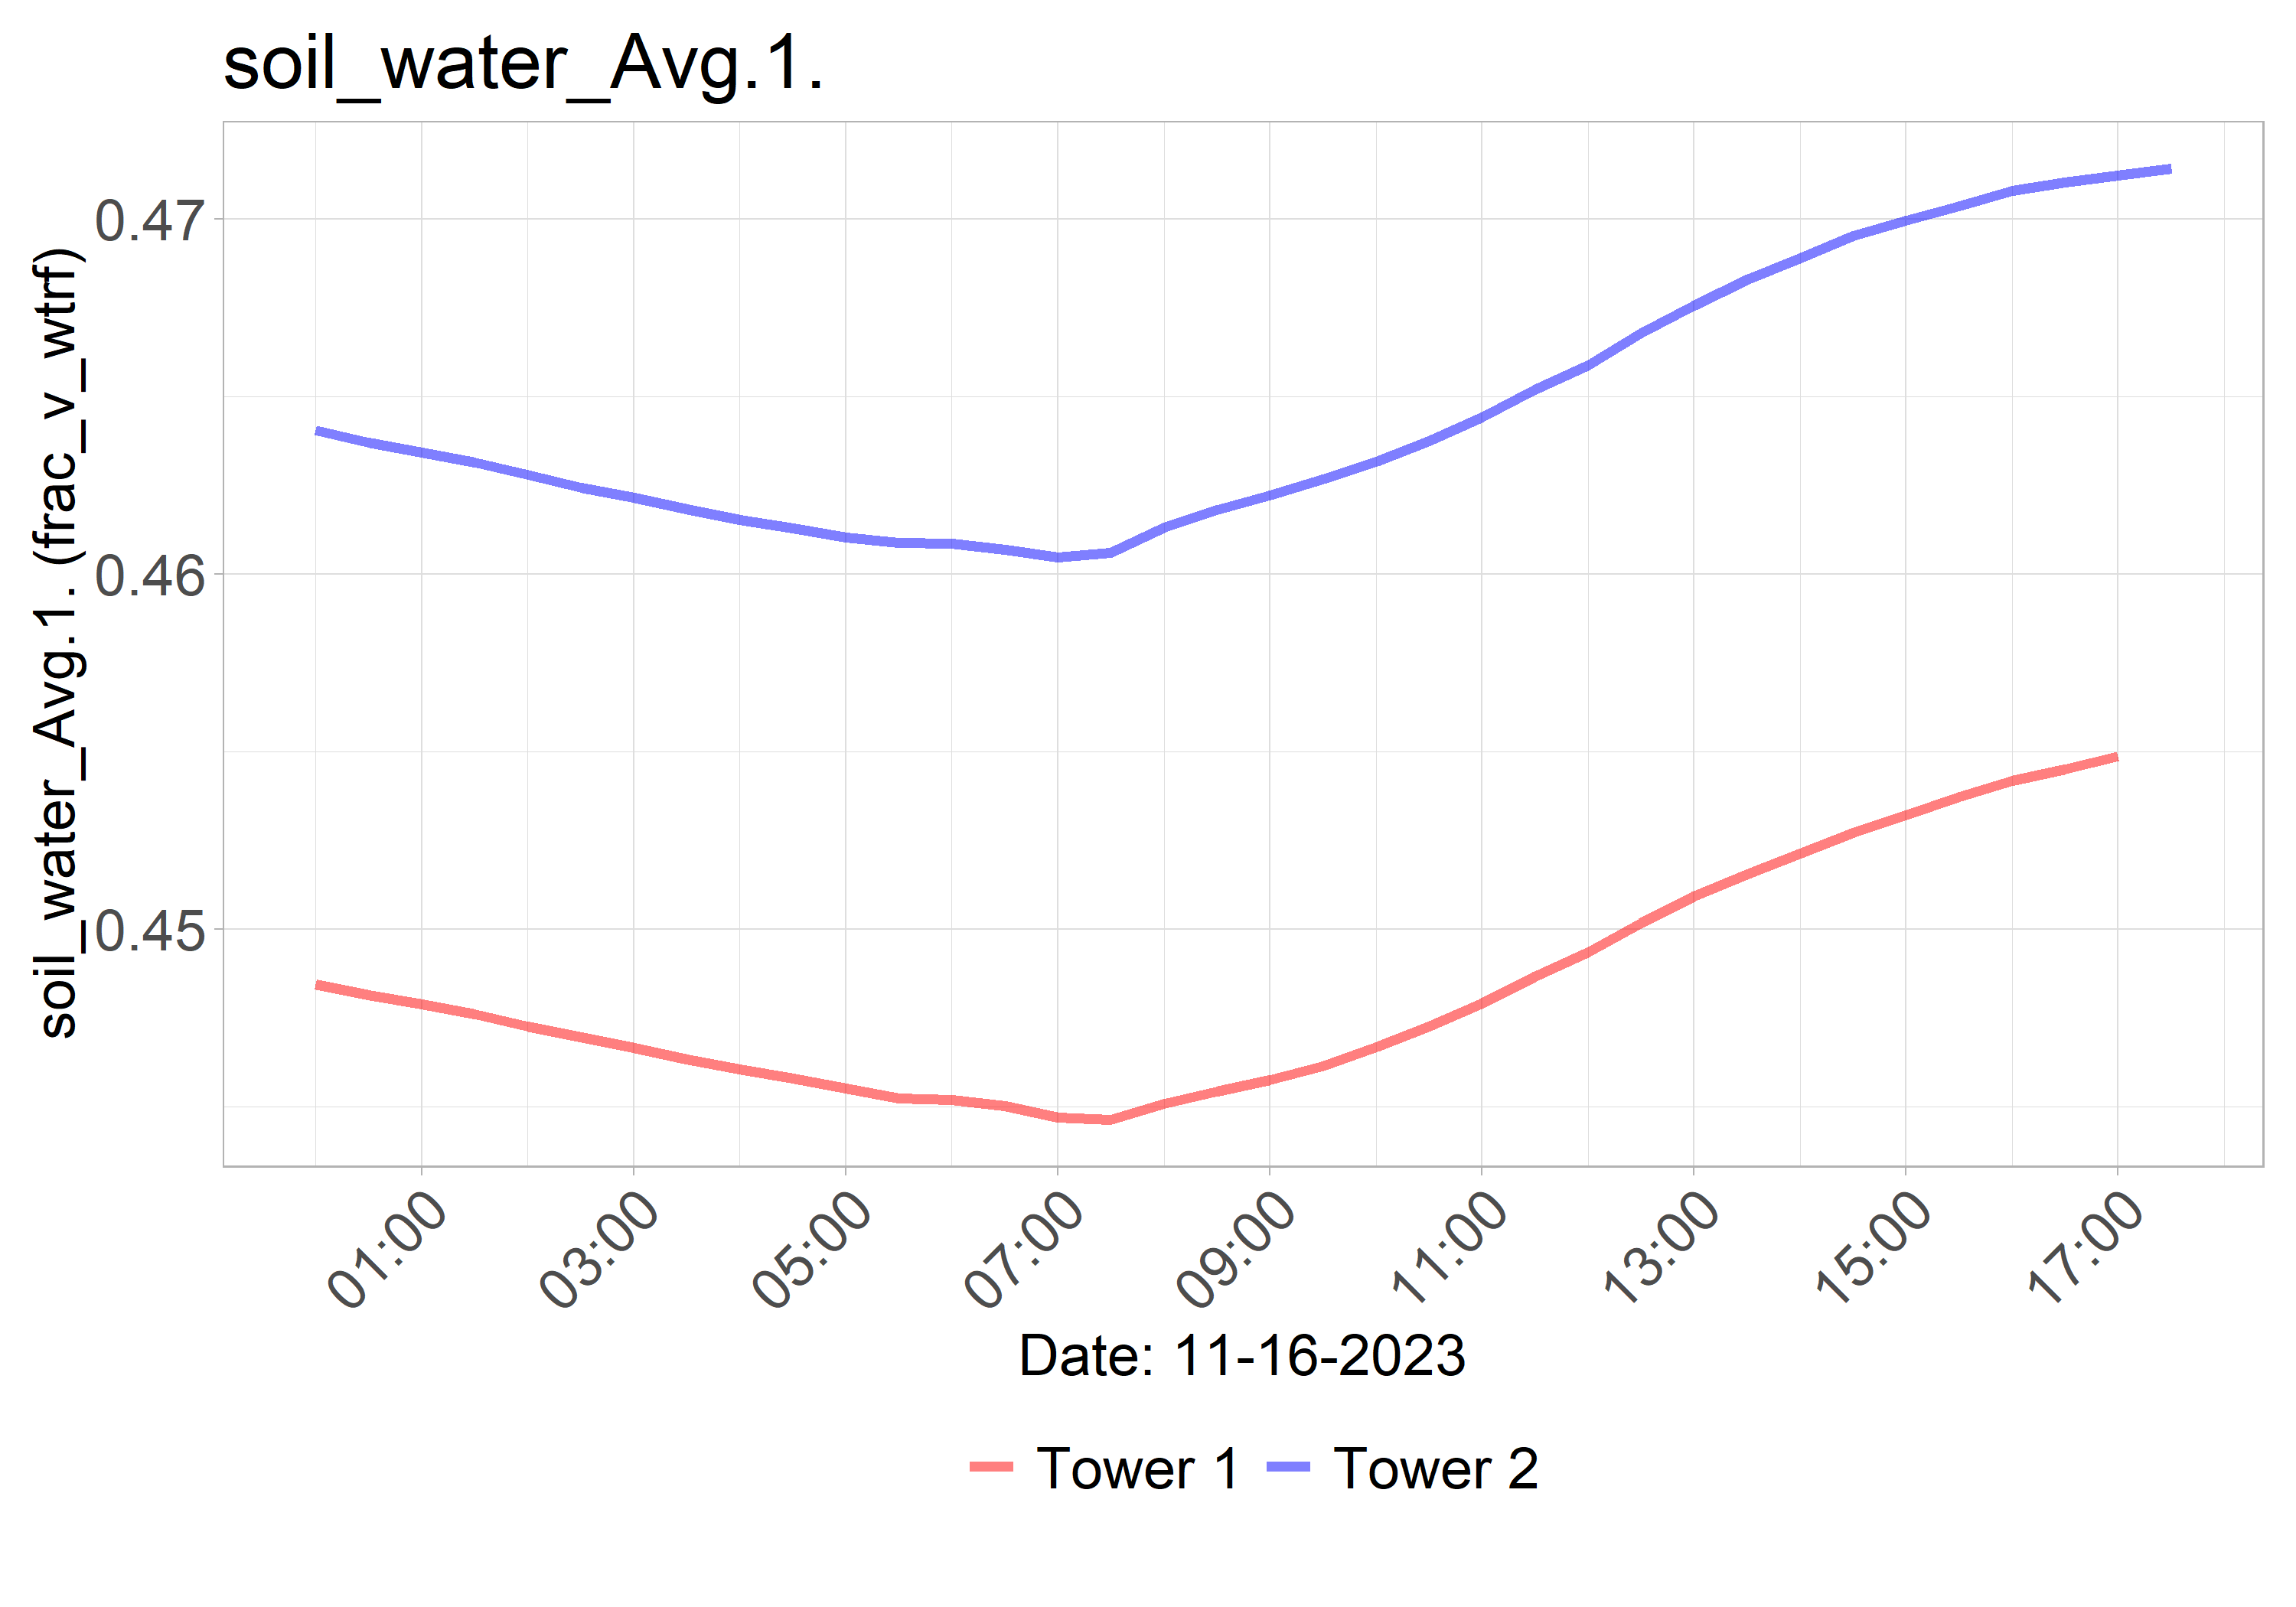 soil_water_Avg.1.
soil_water_Avg.1. (frac_v_wtrf)
0.47
0.46
0.45
01:00
03:00
05:00
07:00
09:00
11:00
13:00
15:00
17:00
Date: 11-16-2023
Tower 1
Tower 2